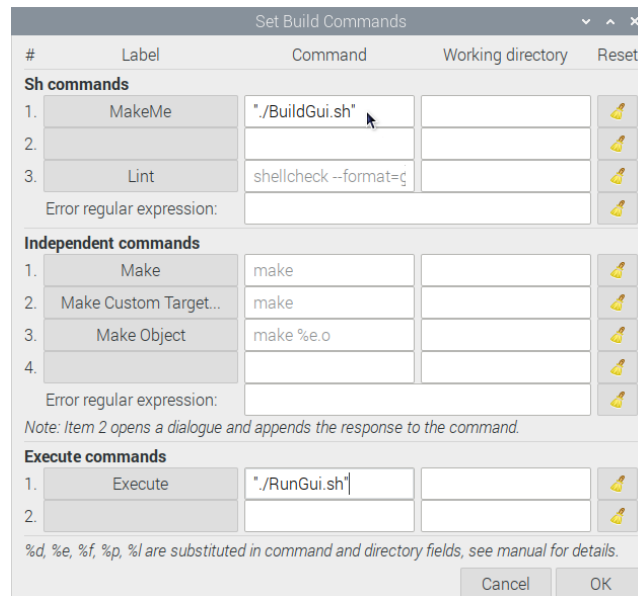 Set Build Commands
# Label Command Working directory Reset
Sh commands
1. MakeMe "./BuildGui.sh"
2.
3. Lint shellcheck --format=g
Error regular expression:
Independent commands
1. Make make
2. Make Custom Target... make
3. Make Object make %e.o
4.
Error regular expression:
Note: Item 2 opens a dialogue and appends the response to the command.
Execute commands
1. Execute "./RunGui.sh"
2.
%d, %e, %f, %p, %l are substituted in command and directory fields, see manual for details.
Cancel OK